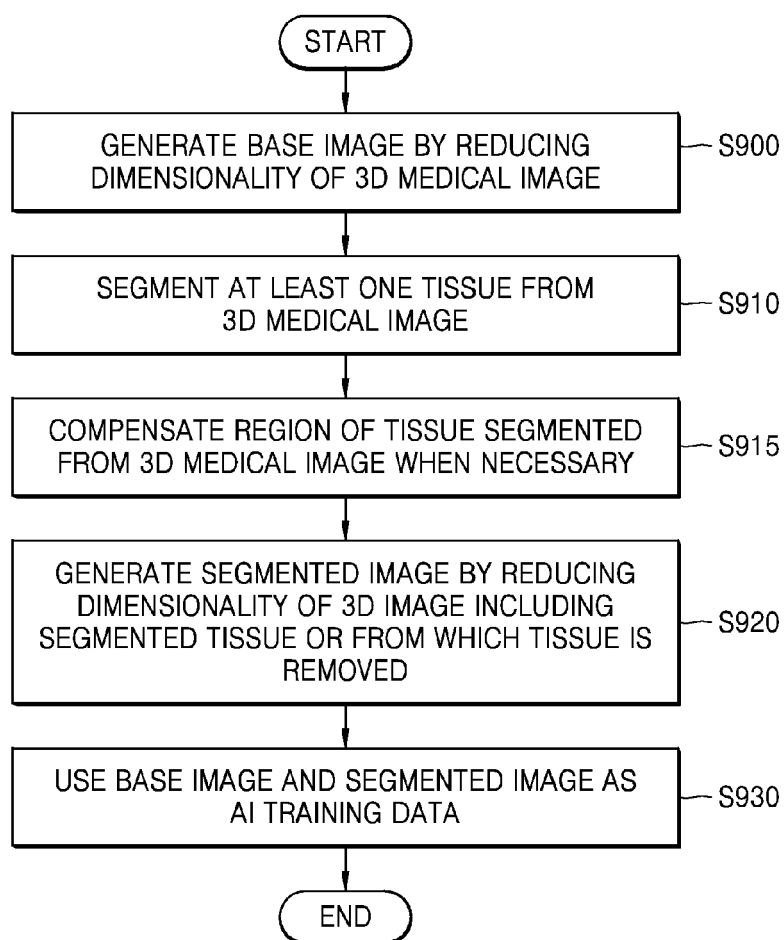 START
GENERATE BASE IMAGE BY REDUCING
DIMENSIONALITY OF 3D MEDICAL IMAGE
S900
SEGMENT AT LEAST ONE TISSUE FROM
3D MEDICAL IMAGE
S910
COMPENSATE REGION OF TISSUE SEGMENTED
FROM 3D MEDICAL IMAGE WHEN NECESSARY
S915
GENERATE SEGMENTED IMAGE BY REDUCING
DIMENSIONALITY OF 3D IMAGE INCLUDING
SEGMENTED TISSUE OR FROM WHICH TISSUE IS
REMOVED
S920
USE BASE IMAGE AND SEGMENTED IMAGE AS
AI TRAINING DATA
S930
END